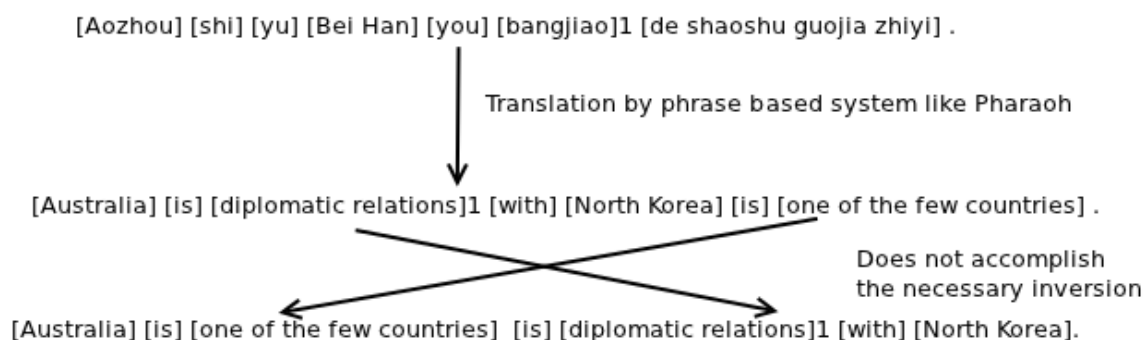 [Aozhou] [shi] [yu] [Bei Han] [you] [bangjiao]1 [de shaoshu guojia zhiyi] .
Translation by phrase based system like Pharaoh
[Australia] [is] [diplomatic relations]1 [with] [North Korea] [is] [one of the few countries] .
Does not accomplish
the necessary inversion
[Australia] [is] [one of the few countries] [is] [diplomatic relations]1 [with] [North Korea].